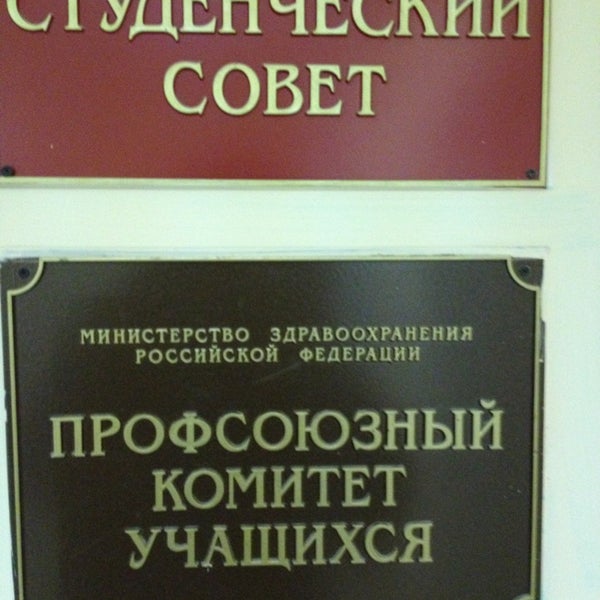 СТУДЕНЧЕСКИЙ
СОВЕТ
МИНИСТЕРСТВО ЗДРАВООХРАНЕНИЯ
РОССИЙСКОЙ ФЕДЕРАЦИИ
ПРОФСОЮЗНЫЙ
КОМИТЕТ
УЧАЩИХСЯ